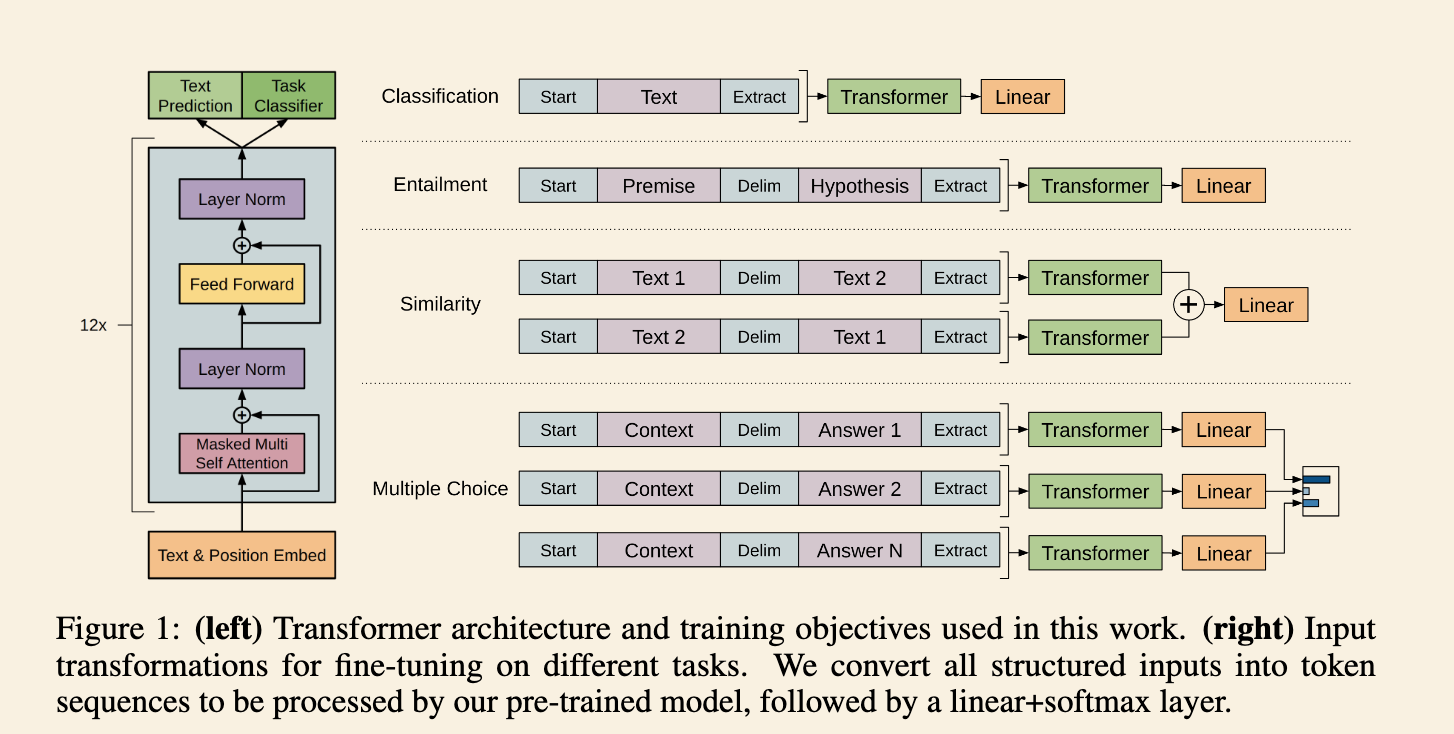 Text
Prediction
Task
Classifier
12x
Layer Norm
Feed Forward
Layer Norm
Masked Multi
Self Attention
Text & Position Embed
Classification
Start Text Extract Transformer Linear
Entailment
Start Premise Delim Hypothesis Extract Transformer Linear
Similarity
Start Text 1 Delim Text 2 Extract Transformer
Start Text 2 Delim Text 1 Extract Transformer
Linear
Multiple Choice
Start Context Delim Answer 1 Extract Transformer Linear
Start Context Delim Answer 2 Extract Transformer Linear
Start Context Delim Answer N Extract Transformer Linear
Figure 1: (left) Transformer architecture and training objectives used in this work. (right) Input
transformations for fine-tuning on different tasks. We convert all structured inputs into token
sequences to be processed by our pre-trained model, followed by a linear+softmax layer.